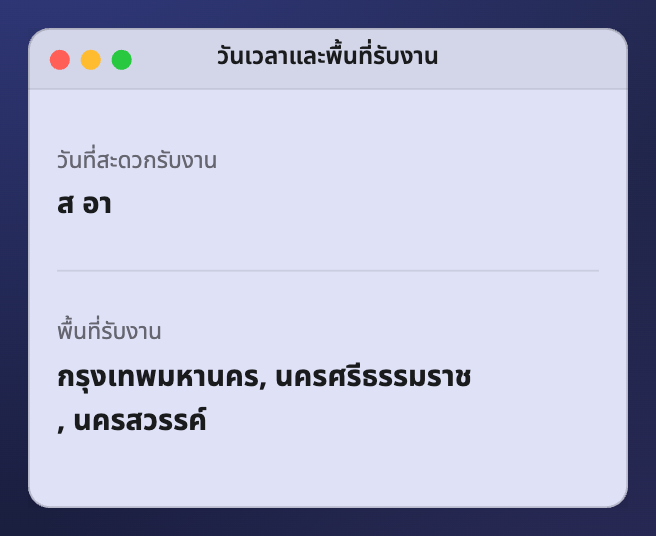 วันเวลาและพื้นที่รับงาน
วันที่สะดวกรับงาน
ส อา
พื้นที่รับงาน
กรุงเทพมหานคร, นครศรีธรรมราช
, นครสวรรค์